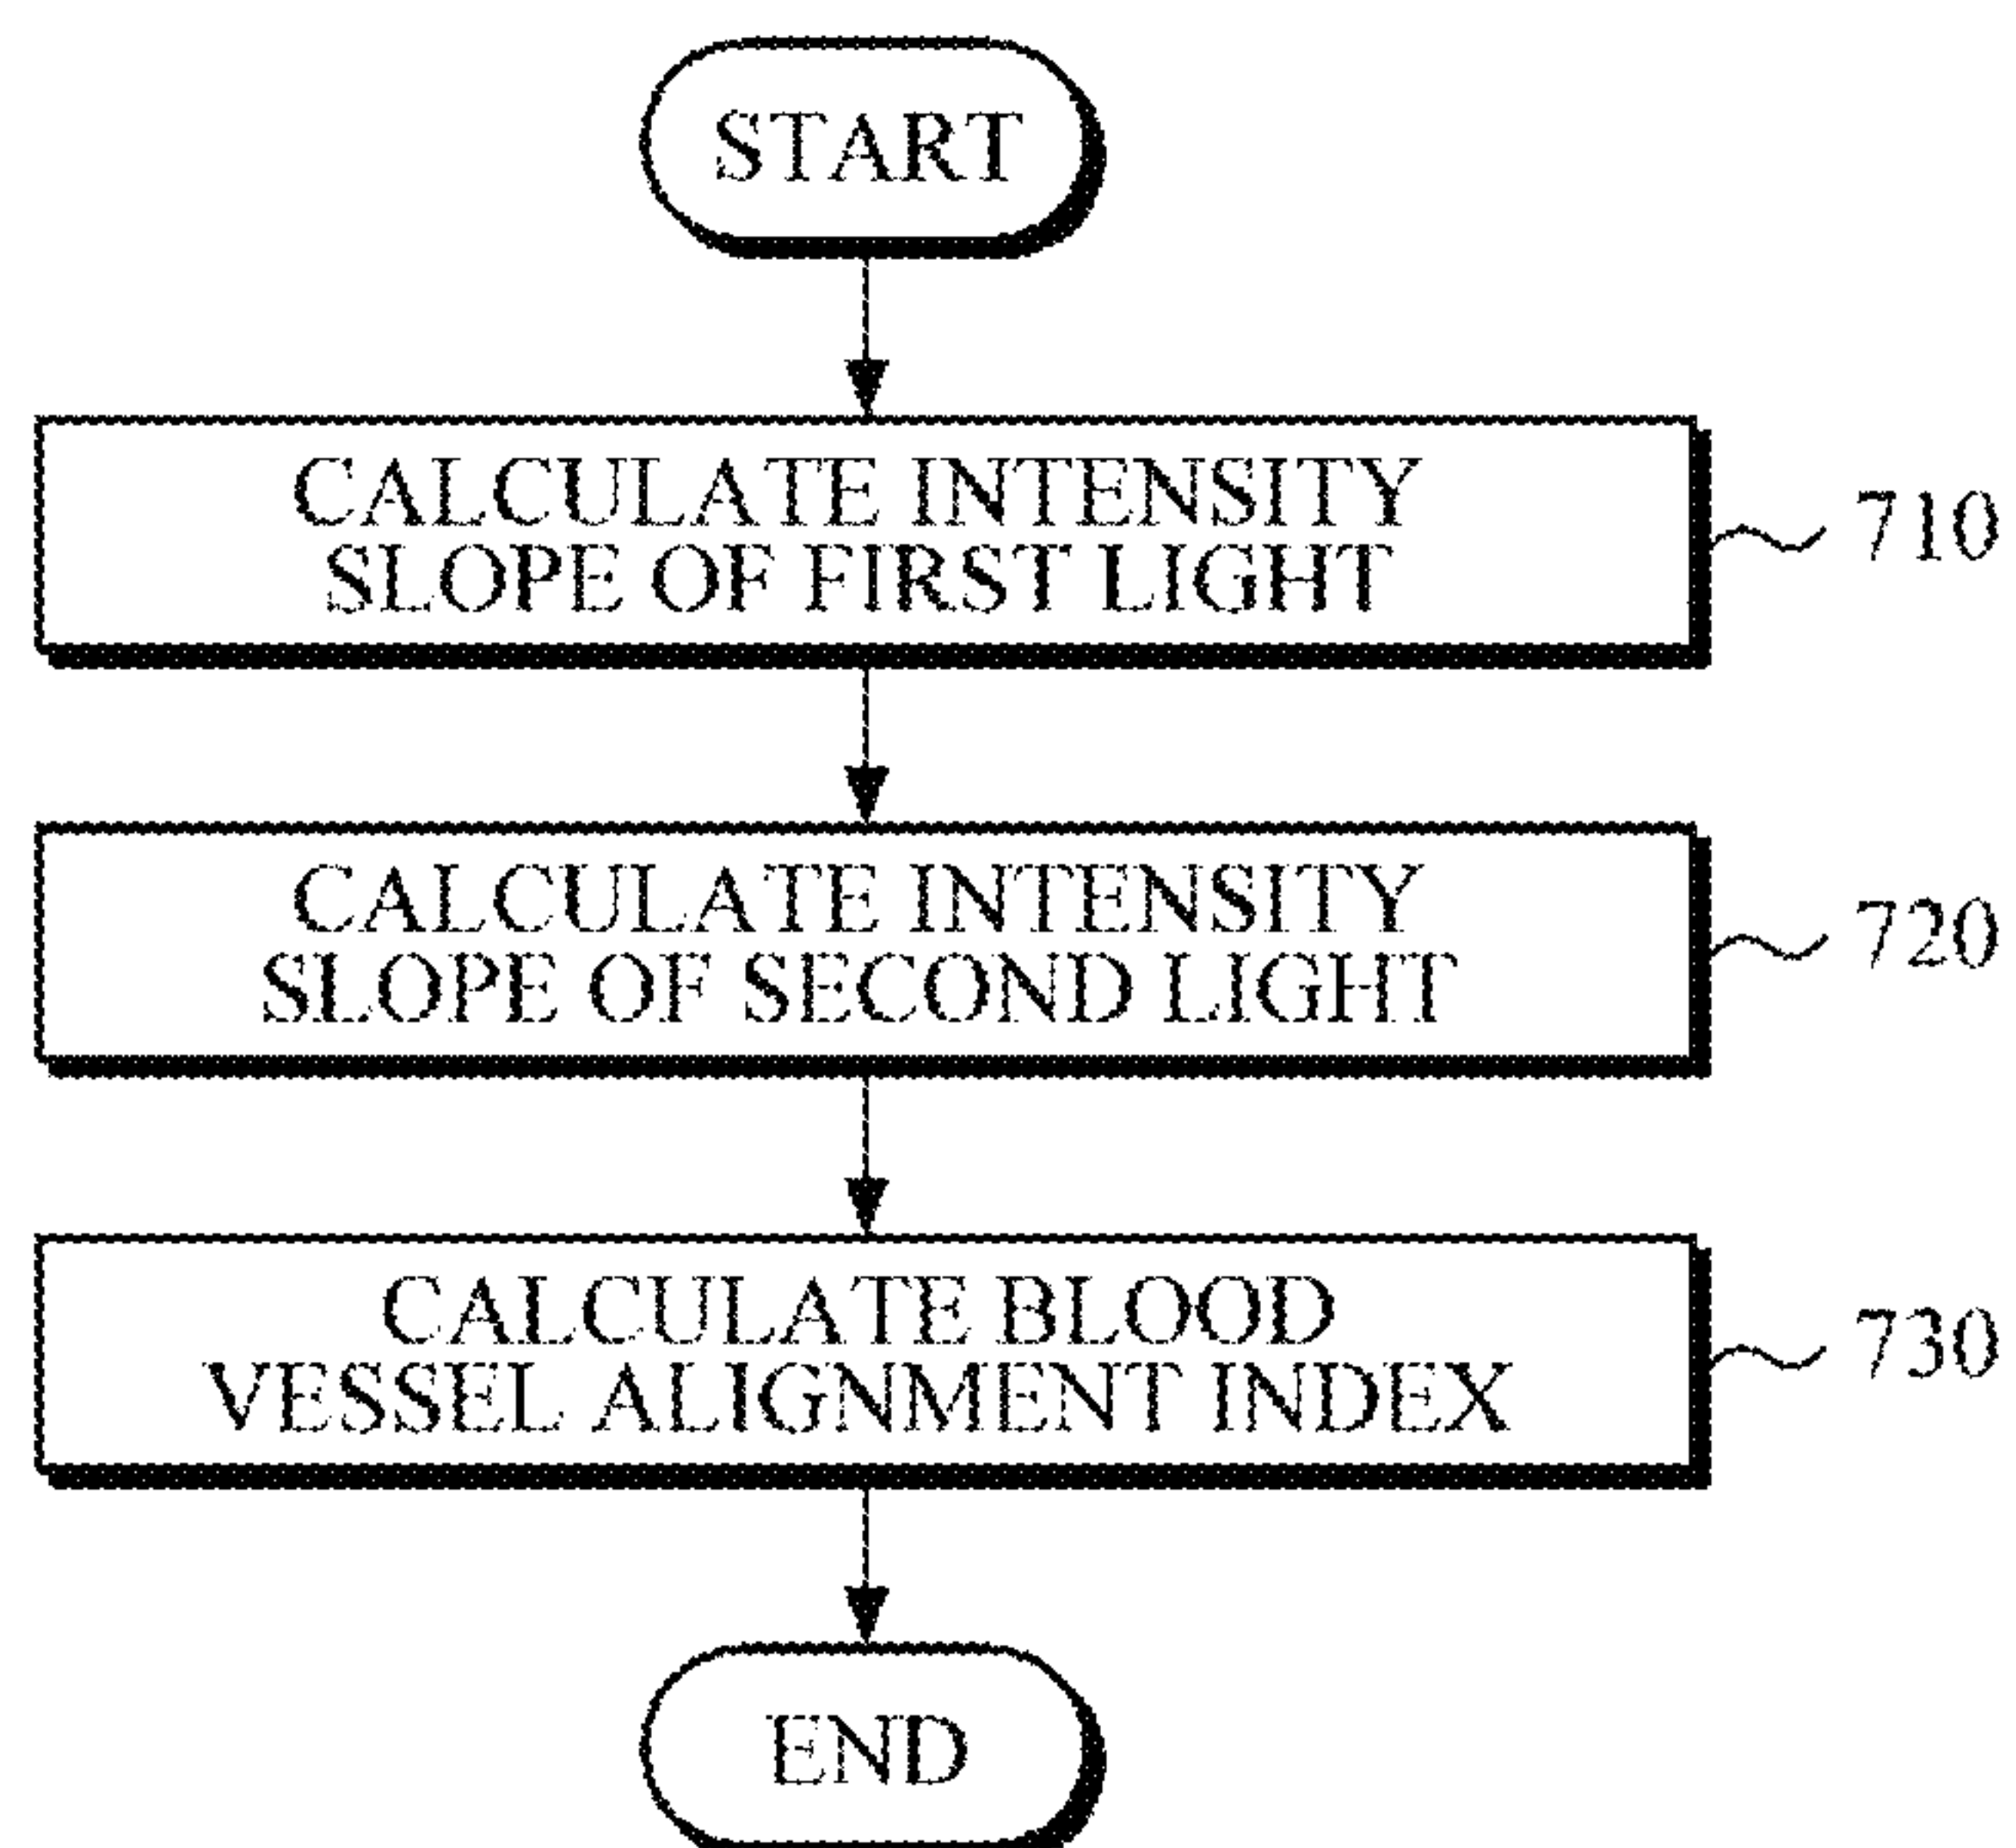 START
CALCULATE INTENSITY
SLOPE OF FIRST LIGHT
710
CALCULATE INTENSITY
SLOPE OF SECOND LIGHT
720
CALCULATE BLOOD
VESSEL ALIGNMENT INDEX
730
END